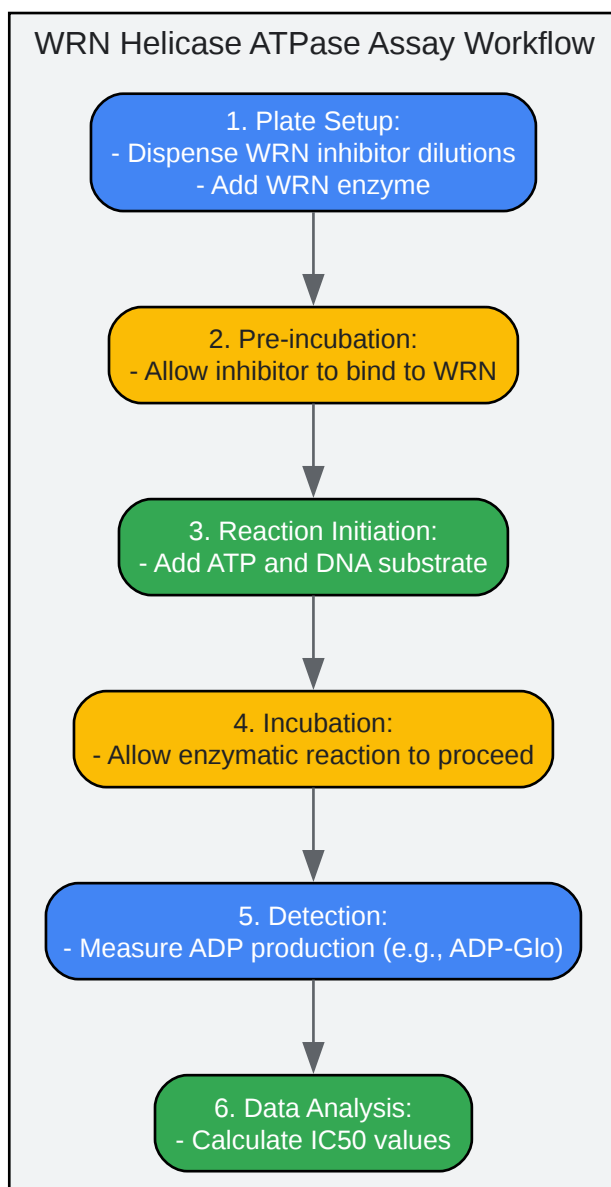 WRN Helicase ATPase Assay Workflow
1. Plate Setup:
- Dispense WRN inhibitor dilutions
- Add WRN enzyme
2. Pre-incubation:
- Allow inhibitor to bind to WRN
3. Reaction Initiation:
- Add ATP and DNA substrate
4. Incubation:
- Allow enzymatic reaction to proceed
5. Detection:
- Measure ADP production (e.g., ADP-Glo)
6. Data Analysis:
- Calculate IC50 values